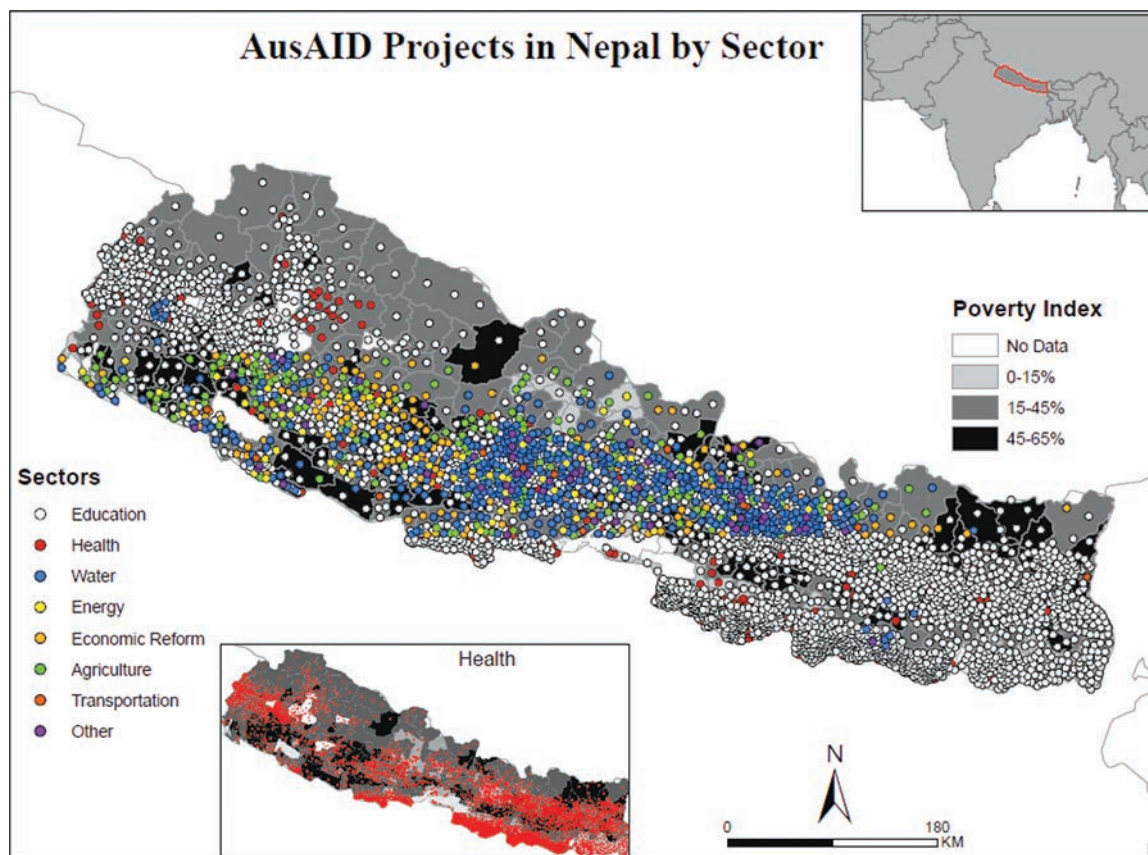 AusAID Projects in Nepal by Sector
Poverty Index
No Data
0-15%
15-45%
45-65%
Sectors
Education
Health
Water
Energy
Economic Reform
Agriculture
Transportation
Other
Health
N
0
180
KM